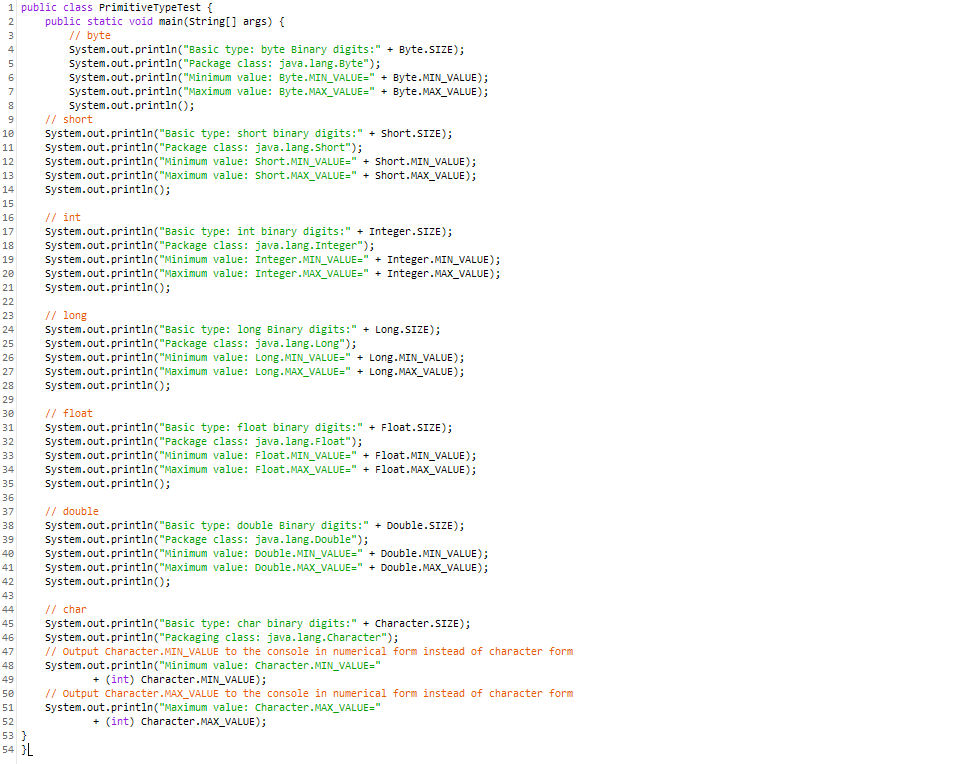 1 public class PrimitiveTypeTest {
2     public static void main(String[] args) {
3         // byte
4         System.out.println("Basic type: byte Binary digits:" + Byte.SIZE);
5         System.out.println("Package class: java.lang.Byte");
6         System.out.println("Minimum value: Byte.MIN_VALUE=" + Byte.MIN_VALUE);
7         System.out.println("Maximum value: Byte.MAX_VALUE=" + Byte.MAX_VALUE);
8         System.out.println();
9     // short
10     System.out.println("Basic type: short binary digits:" + Short.SIZE);
11     System.out.println("Package class: java.lang.Short");
12     System.out.println("Minimum value: Short.MIN_VALUE=" + Short.MIN_VALUE);
13     System.out.println("Maximum value: Short.MAX_VALUE=" + Short.MAX_VALUE);
14     System.out.println();
15
16     // int
17     System.out.println("Basic type: int binary digits:" + Integer.SIZE);
18     System.out.println("Package class: java.lang.Integer");
19     System.out.println("Minimum value: Integer.MIN_VALUE=" + Integer.MIN_VALUE);
20     System.out.println("Maximum value: Integer.MAX_VALUE=" + Integer.MAX_VALUE);
21     System.out.println();
22
23     // long
24     System.out.println("Basic type: long Binary digits:" + Long.SIZE);
25     System.out.println("Package class: java.lang.Long");
26     System.out.println("Minimum value: Long.MIN_VALUE=" + Long.MIN_VALUE);
27     System.out.println("Maximum value: Long.MAX_VALUE=" + Long.MAX_VALUE);
28     System.out.println();
29
30     // float
31     System.out.println("Basic type: float binary digits:" + Float.SIZE);
32     System.out.println("Package class: java.lang.Float");
33     System.out.println("Minimum value: Float.MIN_VALUE=" + Float.MIN_VALUE);
34     System.out.println("Maximum value: Float.MAX_VALUE=" + Float.MAX_VALUE);
35     System.out.println();
36
37     // double
38     System.out.println("Basic type: double Binary digits:" + Double.SIZE);
39     System.out.println("Package class: java.lang.Double");
40     System.out.println("Minimum value: Double.MIN_VALUE=" + Double.MIN_VALUE);
41     System.out.println("Maximum value: Double.MAX_VALUE=" + Double.MAX_VALUE);
42     System.out.println();
43
44     // char
45     System.out.println("Basic type: char binary digits:" + Character.SIZE);
46     System.out.println("Packaging class: java.lang.Character");
47     // Output Character.MIN_VALUE to the console in numerical form instead of character form
48     System.out.println("Minimum value: Character.MIN_VALUE="
49             + (int) Character.MIN_VALUE);
50     // Output Character.MAX_VALUE to the console in numerical form instead of character form
51     System.out.println("Maximum value: Character.MAX_VALUE="
52             + (int) Character.MAX_VALUE);
53 }
54 }